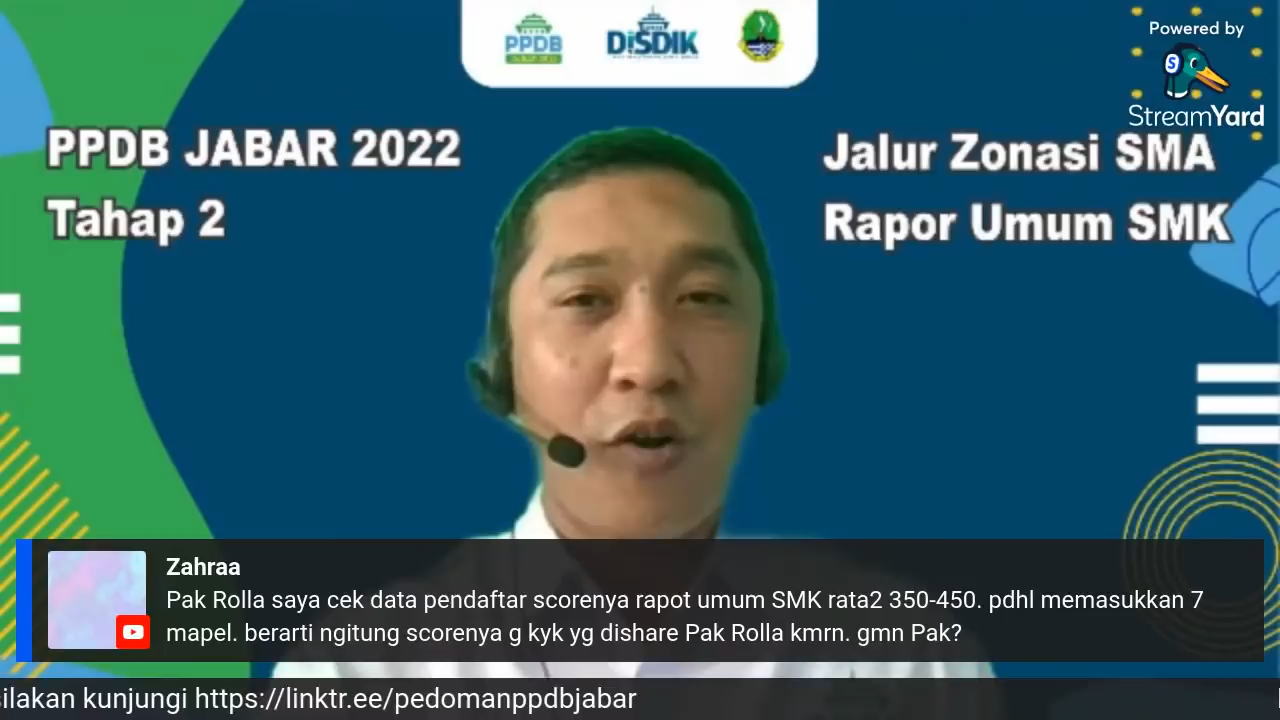 PPDB
DiSDIK
Powered by
S
StreamYard
PPDB JABAR 2022
Tahap 2
Jalur Zonasi SMA
Rapor Umum SMK
Zahraa
Pak Rolla saya cek data pendaftar scorenya rapot umum SMK rata2 350-450. pdhl memasukkan 7
mapel. berarti ngitung scorenya g kyk yg dishare Pak Rolla kmrn. gmn Pak?
silakan kunjungi https://linktr.ee/pedomanppdbjabar